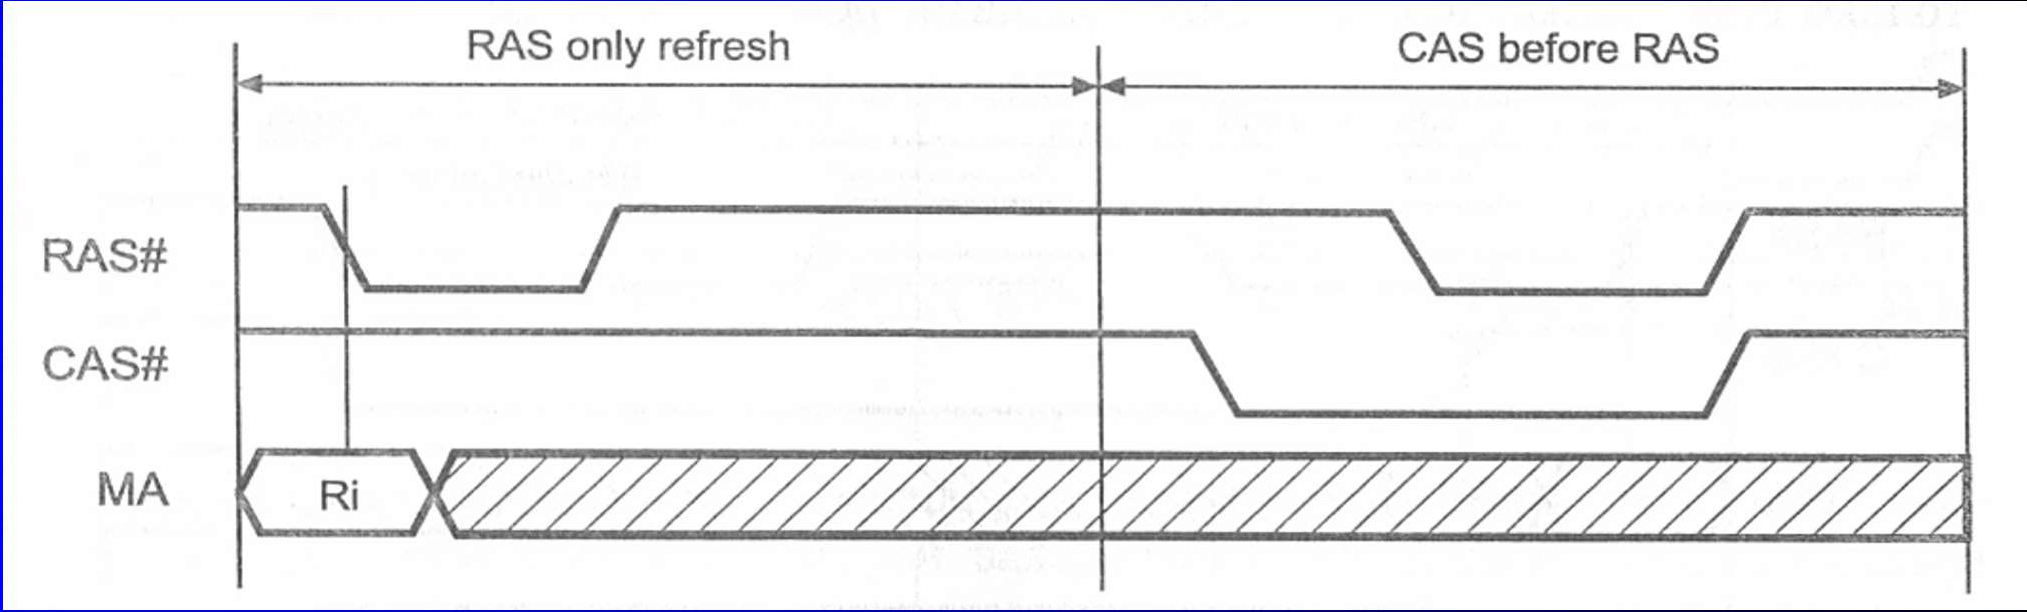 RAS only refresh
CAS before RAS
RAS#
CAS#
MA
Ri